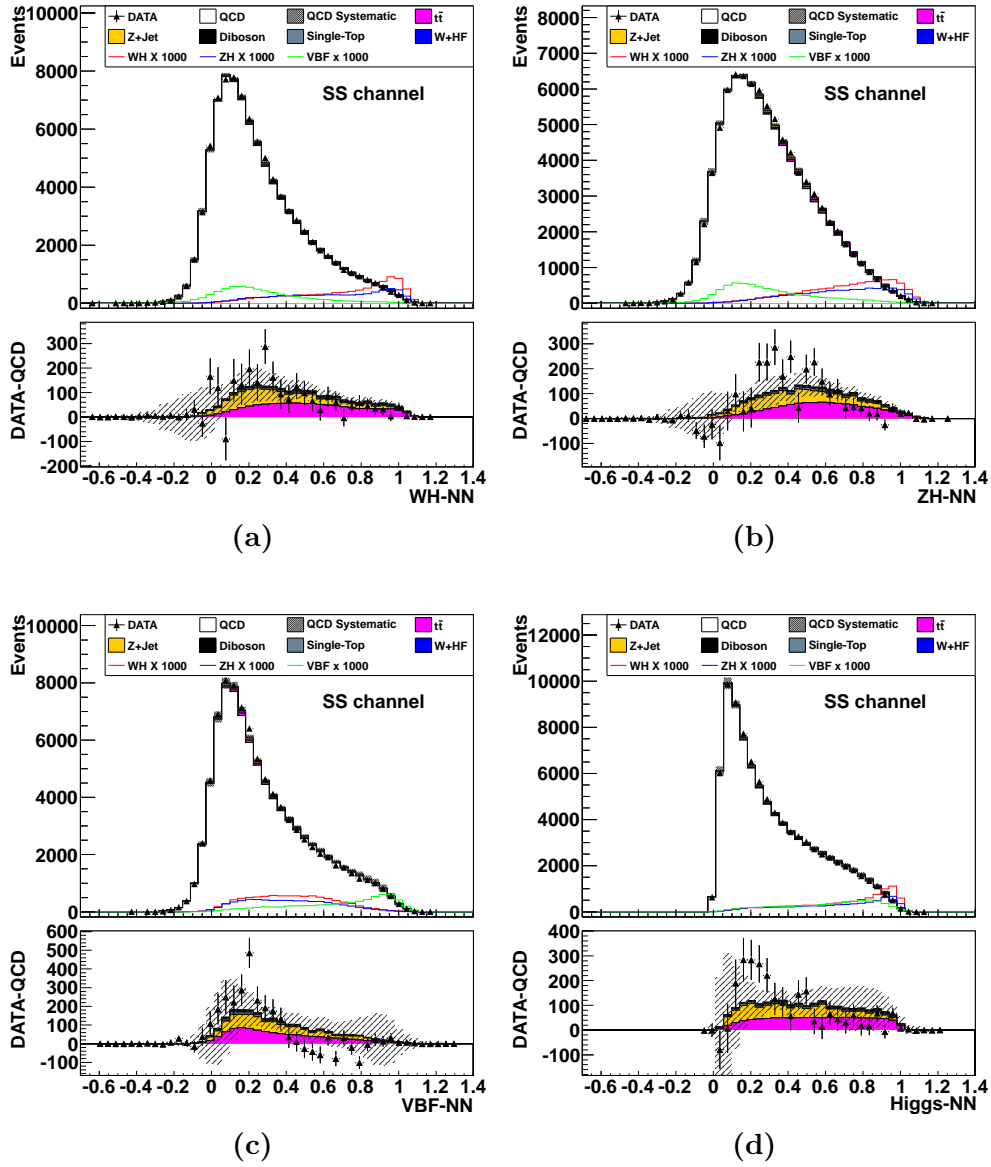 Events
10000
8000
6000
4000
2000
0
DATA QCD QCD Systematic tt̄
Z+Jet Diboson Single-Top W+HF
WH X 1000 ZH X 1000 VBF x 1000
SS channel
DATA-QCD
300
200
100
0
-100
-200
-0.6 -0.4 -0.2 0 0.2 0.4 0.6 0.8 1 1.2 1.4
WH-NN
(a)
Events
8000
7000
6000
5000
4000
3000
2000
1000
0
DATA QCD QCD Systematic tt̄
Z+Jet Diboson Single-Top W+HF
WH X 1000 ZH X 1000 VBF x 1000
SS channel
DATA-QCD
300
200
100
0
-100
-0.6 -0.4 -0.2 0 0.2 0.4 0.6 0.8 1 1.2 1.4
ZH-NN
(b)
Events
10000
8000
6000
4000
2000
0
DATA QCD QCD Systematic tt̄
Z+Jet Diboson Single-Top W+HF
WH X 1000 ZH X 1000 VBF x 1000
SS channel
DATA-QCD
600
500
400
300
200
100
0
-100
-0.6 -0.4 -0.2 0 0.2 0.4 0.6 0.8 1 1.2 1.4
VBF-NN
(c)
Events
12000
10000
8000
6000
4000
2000
0
DATA QCD QCD Systematic tt̄
Z+Jet Diboson Single-Top W+HF
WH X 1000 ZH X 1000 VBF x 1000
SS channel
DATA-QCD
400
300
200
100
0
-100
-0.6 -0.4 -0.2 0 0.2 0.4 0.6 0.8 1 1.2 1.4
Higgs-NN
(d)